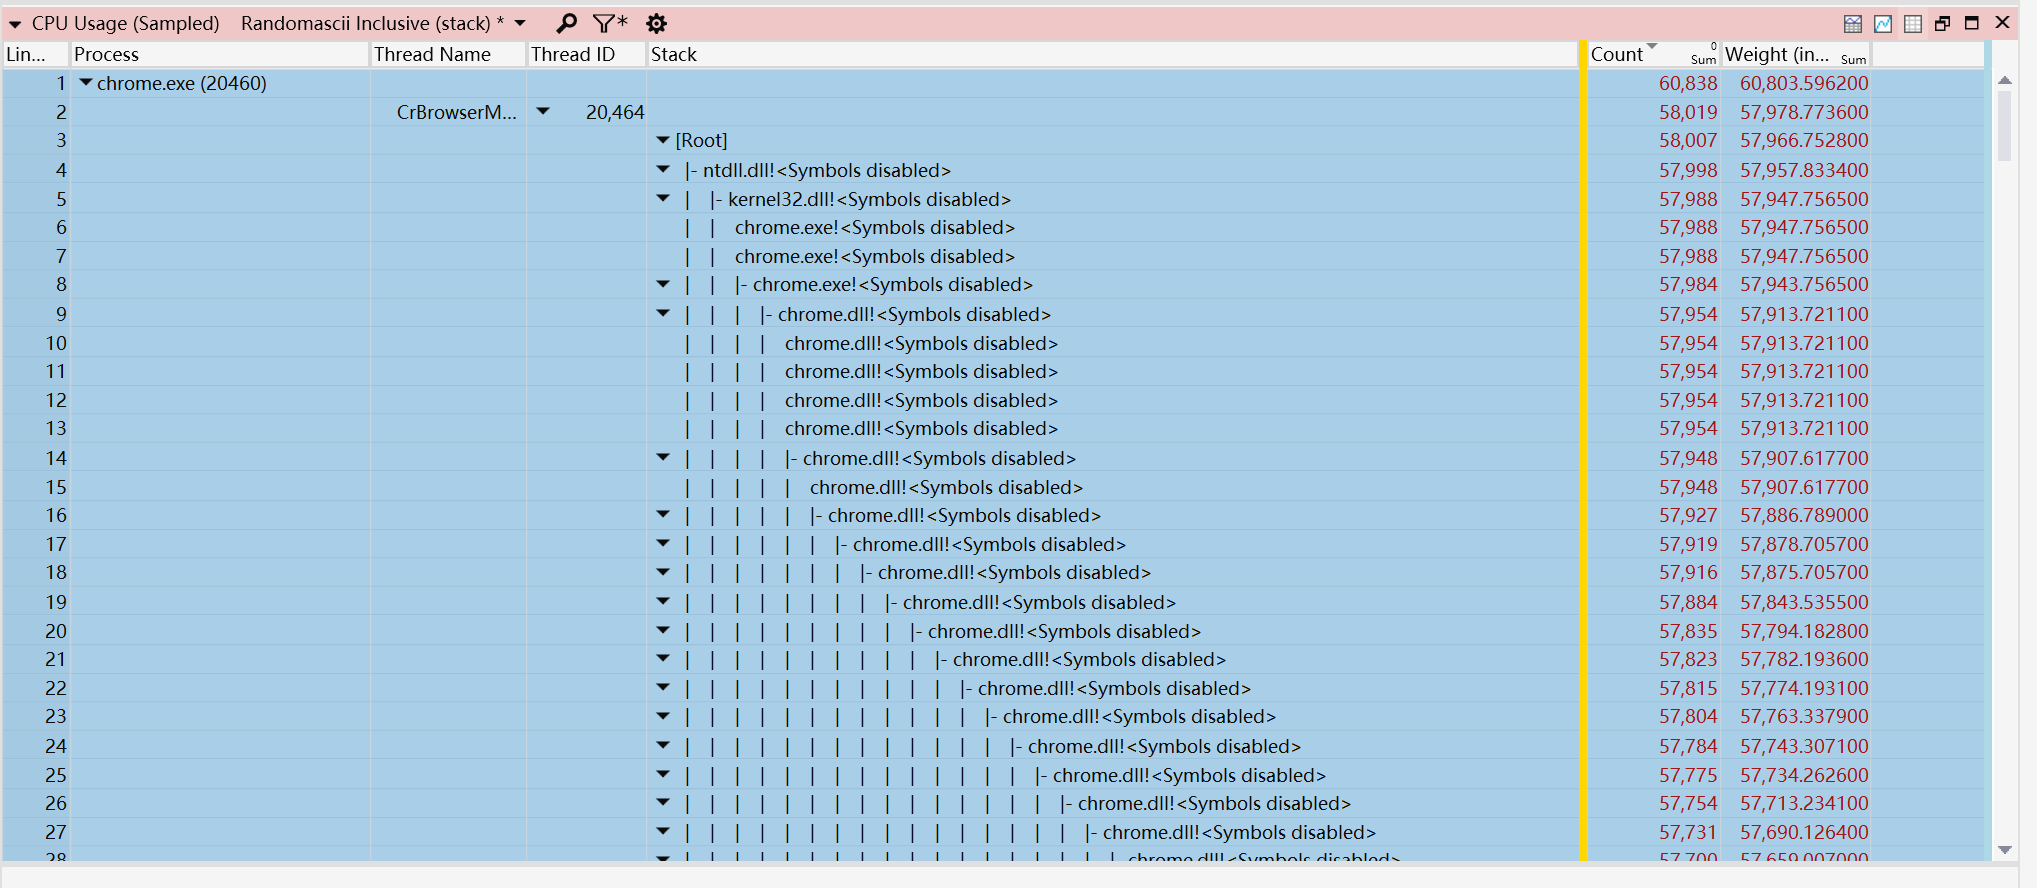 CPU Usage (Sampled) Randomascii Inclusive (stack) *
Lin... Process Thread Name Thread ID Stack Count 0 Sum Weight (in... Sum
1 chrome.exe (20460) 60,838 60,803.596200
2 CrBrowserM... 20,464 58,019 57,978.773600
3 [Root] 58,007 57,966.752800
4 |- ntdll.dll!<Symbols disabled> 57,998 57,957.833400
5 | |- kernel32.dll!<Symbols disabled> 57,988 57,947.756500
6 | | chrome.exe!<Symbols disabled> 57,988 57,947.756500
7 | | chrome.exe!<Symbols disabled> 57,988 57,947.756500
8 | | |- chrome.exe!<Symbols disabled> 57,984 57,943.756500
9 | | | |- chrome.dll!<Symbols disabled> 57,954 57,913.721100
10 | | | | chrome.dll!<Symbols disabled> 57,954 57,913.721100
11 | | | | chrome.dll!<Symbols disabled> 57,954 57,913.721100
12 | | | | chrome.dll!<Symbols disabled> 57,954 57,913.721100
13 | | | | chrome.dll!<Symbols disabled> 57,954 57,913.721100
14 | | | | |- chrome.dll!<Symbols disabled> 57,948 57,907.617700
15 | | | | | chrome.dll!<Symbols disabled> 57,948 57,907.617700
16 | | | | | |- chrome.dll!<Symbols disabled> 57,927 57,886.789000
17 | | | | | | |- chrome.dll!<Symbols disabled> 57,919 57,878.705700
18 | | | | | | | |- chrome.dll!<Symbols disabled> 57,916 57,875.705700
19 | | | | | | | | |- chrome.dll!<Symbols disabled> 57,884 57,843.535500
20 | | | | | | | | | |- chrome.dll!<Symbols disabled> 57,835 57,794.182800
21 | | | | | | | | | | |- chrome.dll!<Symbols disabled> 57,823 57,782.193600
22 | | | | | | | | | | | |- chrome.dll!<Symbols disabled> 57,815 57,774.193100
23 | | | | | | | | | | | | |- chrome.dll!<Symbols disabled> 57,804 57,763.337900
24 | | | | | | | | | | | | | |- chrome.dll!<Symbols disabled> 57,784 57,743.307100
25 | | | | | | | | | | | | | | |- chrome.dll!<Symbols disabled> 57,775 57,734.262600
26 | | | | | | | | | | | | | | | |- chrome.dll!<Symbols disabled> 57,754 57,713.234100
27 | | | | | | | | | | | | | | | | |- chrome.dll!<Symbols disabled> 57,731 57,690.126400
28 | | | | | | | | | | | | | | | | | | chrome.dll!<Symbols disabled> 57,700 57,659.007000